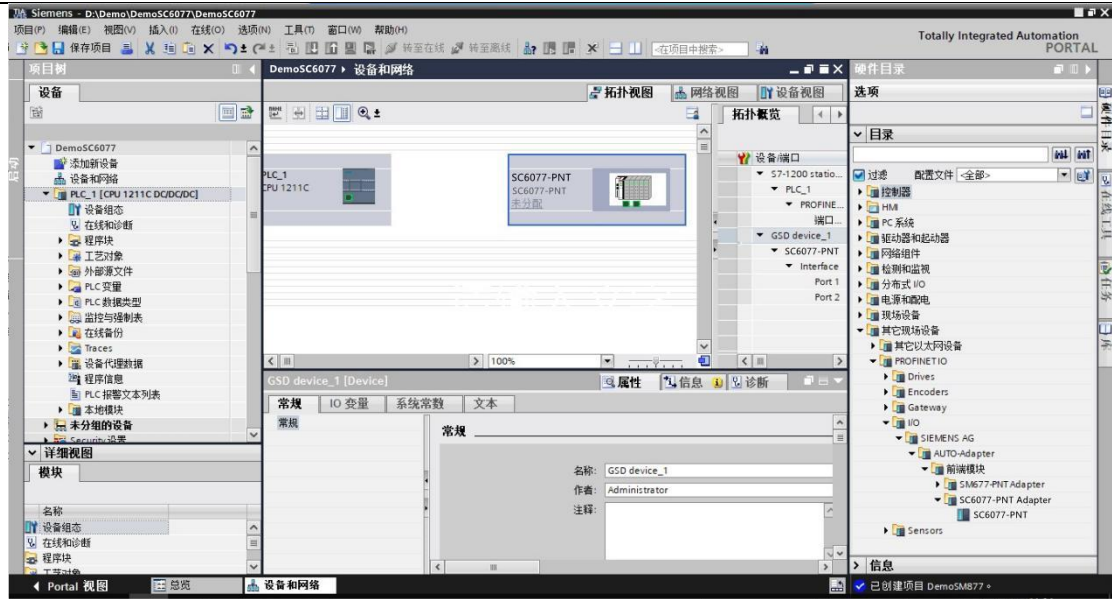 Siemens - D:\Demo\DemoSC6077\DemoSC6077
项目(P) 编辑(E) 视图(V) 插入(I) 在线(O) 选项(N) 工具(T) 窗口(W) 帮助(H)
Totally Integrated Automation
PORTAL
保存项目 转至在线 转至离线 <在项目中搜索>
项目树
设备
DemoSC6077
添加新设备
设备和网络
PLC_1 [CPU 1211C DC/DC/DC]
设备组态
在线和诊断
程序块
工艺对象
外部源文件
PLC 变量
PLC 数据类型
监控与强制表
在线备份
Traces
设备代理数据
程序信息
PLC 报警文本列表
本地模块
未分组的设备
Security 设置
详细视图
模块
名称
设备组态
在线和诊断
程序块
工艺对象
DemoSC6077 设备和网络
拓扑视图 网络视图 设备视图
PLC_1
CPU 1211C
SC6077-PNT
SC6077-PNT
未分配
100%
拓扑概览
设备/端口
S7-1200 statio...
PLC_1
PROFINE...
端口...
GSD device_1
SC6077-PNT
Interface
Port 1
Port 2
GSD device_1 [Device]
属性 信息 诊断
常规 IO 变量 系统常数 文本
常规
常规
名称: GSD device_1
作者: Administrator
注释:
硬件目录
选项
目录
过滤 配置文件 <全部>
控制器
HMI
PC 系统
驱动器和起动器
网络组件
检测和监视
分布式 I/O
电源和配电
现场设备
其它现场设备
其它以太网设备
PROFINET IO
Drives
Encoders
Gateway
I/O
SIEMENS AG
AUTO-Adapter
前端模块
SM677-PNT Adapter
SC6077-PNT Adapter
SC6077-PNT
Sensors
信息
硬件目录
在线工具
任务
库
Portal 视图 总览 设备和网络
已创建项目 DemoSM877。